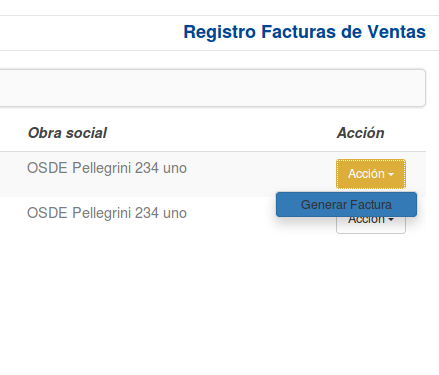 Registro Facturas de Ventas
Obra social Acción
OSDE Pellegrini 234 uno Acción
Generar Factura
OSDE Pellegrini 234 uno Acción